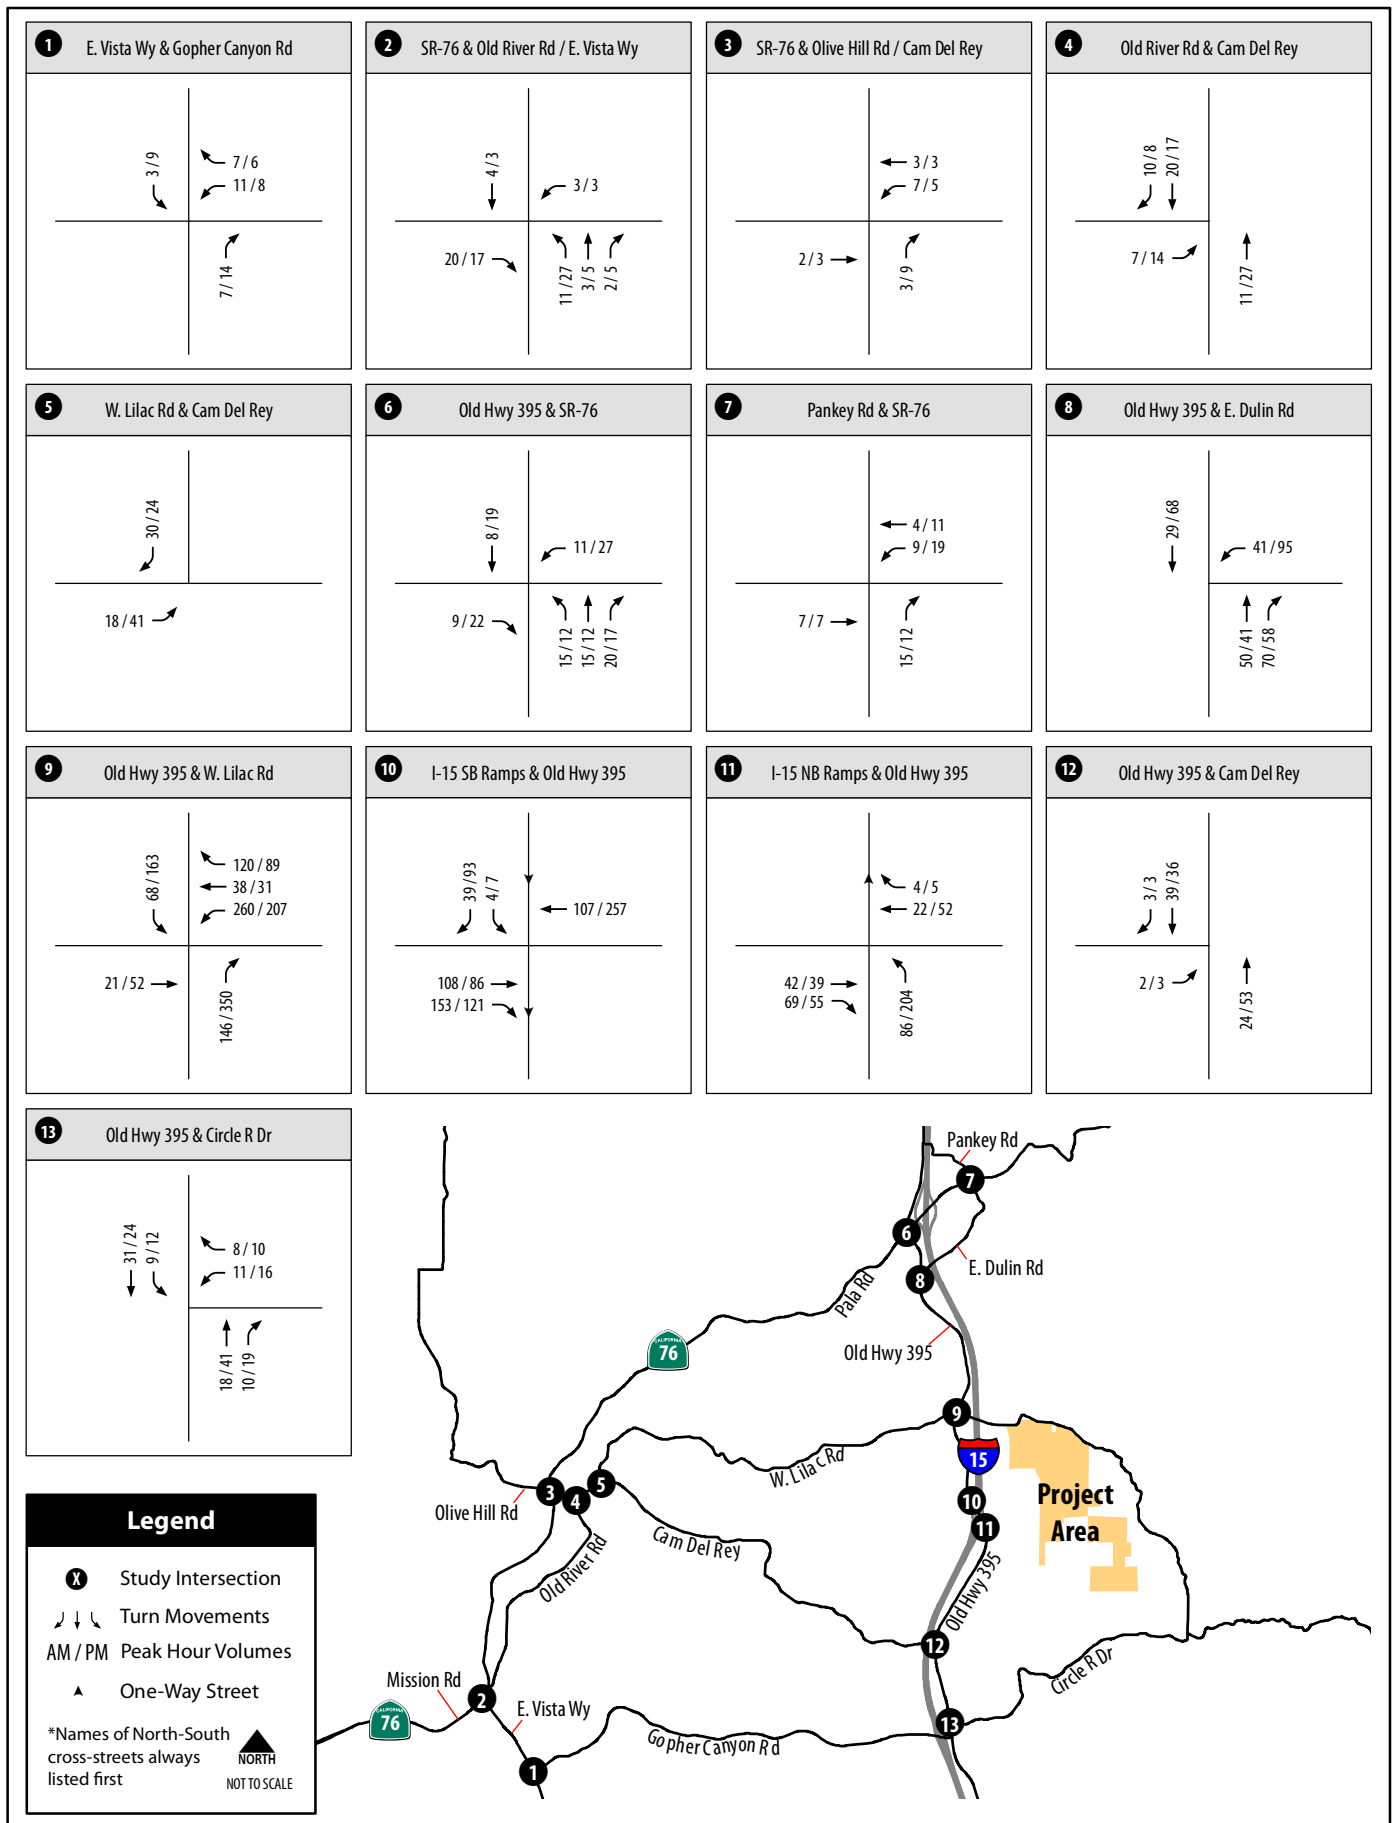 1 E. Vista Wy & Gopher Canyon Rd
3 / 9
7 / 6
11 / 8
7 / 14
2 SR-76 & Old River Rd / E. Vista Wy
4 / 3
3 / 3
20 / 17
11 / 27
3 / 5
2 / 5
3 SR-76 & Olive Hill Rd / Cam Del Rey
3 / 3
7 / 5
2 / 3
3 / 9
4 Old River Rd & Cam Del Rey
10 / 8
20 / 17
7 / 14
11 / 27
5 W. Lilac Rd & Cam Del Rey
30 / 24
18 / 41
6 Old Hwy 395 & SR-76
8 / 19
11 / 27
9 / 22
15 / 12
15 / 12
20 / 17
7 Pankey Rd & SR-76
4 / 11
9 / 19
7 / 7
15 / 12
8 Old Hwy 395 & E. Dulin Rd
29 / 68
41 / 95
50 / 41
70 / 58
9 Old Hwy 395 & W. Lilac Rd
68 / 163
120 / 89
38 / 31
260 / 207
21 / 52
146 / 350
10 I-15 SB Ramps & Old Hwy 395
39 / 93
4 / 7
107 / 257
108 / 86
153 / 121
11 I-15 NB Ramps & Old Hwy 395
4 / 5
22 / 52
42 / 39
69 / 55
86 / 204
12 Old Hwy 395 & Cam Del Rey
3 / 3
39 / 36
2 / 3
24 / 53
13 Old Hwy 395 & Circle R Dr
31 / 24
9 / 12
8 / 10
11 / 16
18 / 41
10 / 19
Pankey Rd
7
6
E. Dulin Rd
8
Pala Rd
Old Hwy 395
CALIFORNIA
76
9
15
W. Lilac Rd
Project
Area
10
11
5
3
4
Olive Hill Rd
Cam Del Rey
Old River Rd
Old Hwy 395
12
Circle R Dr
Mission Rd
2
E. Vista Wy
CALIFORNIA
76
13
Gopher Canyon Rd
1
Legend
X Study Intersection
Turn Movements
AM / PM Peak Hour Volumes
One-Way Street
*Names of North-South
cross-streets always
listed first
NORTH
NOT TO SCALE